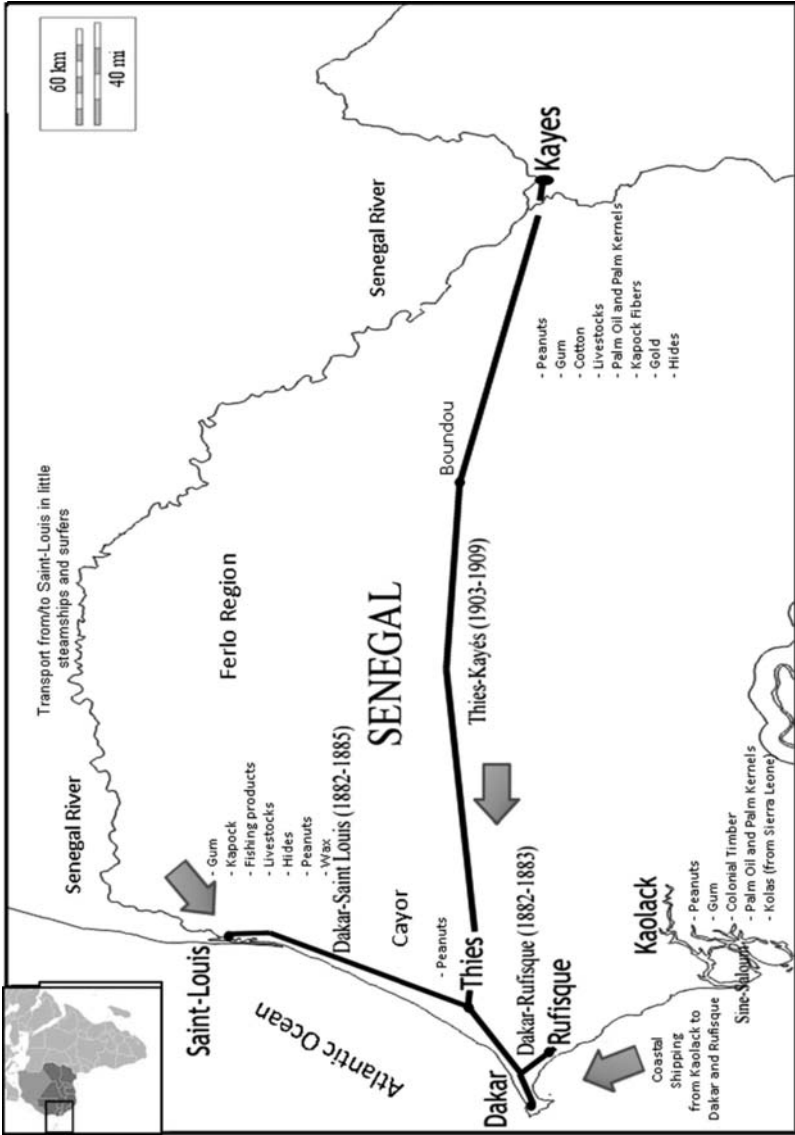 60 km
40 mi
Transport from/to Saint-Louis in little
steamships and surfers
Senegal River
Senegal River
Ferlo Region
Saint-Louis
- Gum
- Kapock
- Fishing products
- Livestocks
- Hides
- Peanuts
- Wax
Dakar-Saint Louis (1882-1885)
Atlantic Ocean
Cayor
SENEGAL
Boundou
Kayes
- Peanuts
Thies
Thies-Kayés (1903-1909)
- Peanuts
- Gum
- Cotton
- Livestocks
- Palm Oil and Palm Kernels
- Kapock Fibers
- Gold
- Hides
Dakar
Dakar-Rufisque (1882-1883)
Rufisque
Coastal
Shipping
from Kaolack to
Dakar and Rufisque
Kaolack
Sine-Saloum
- Peanuts
- Gum
- Colonial Timber
- Palm Oil and Palm Kernels
- Kolas (from Sierra Leone)